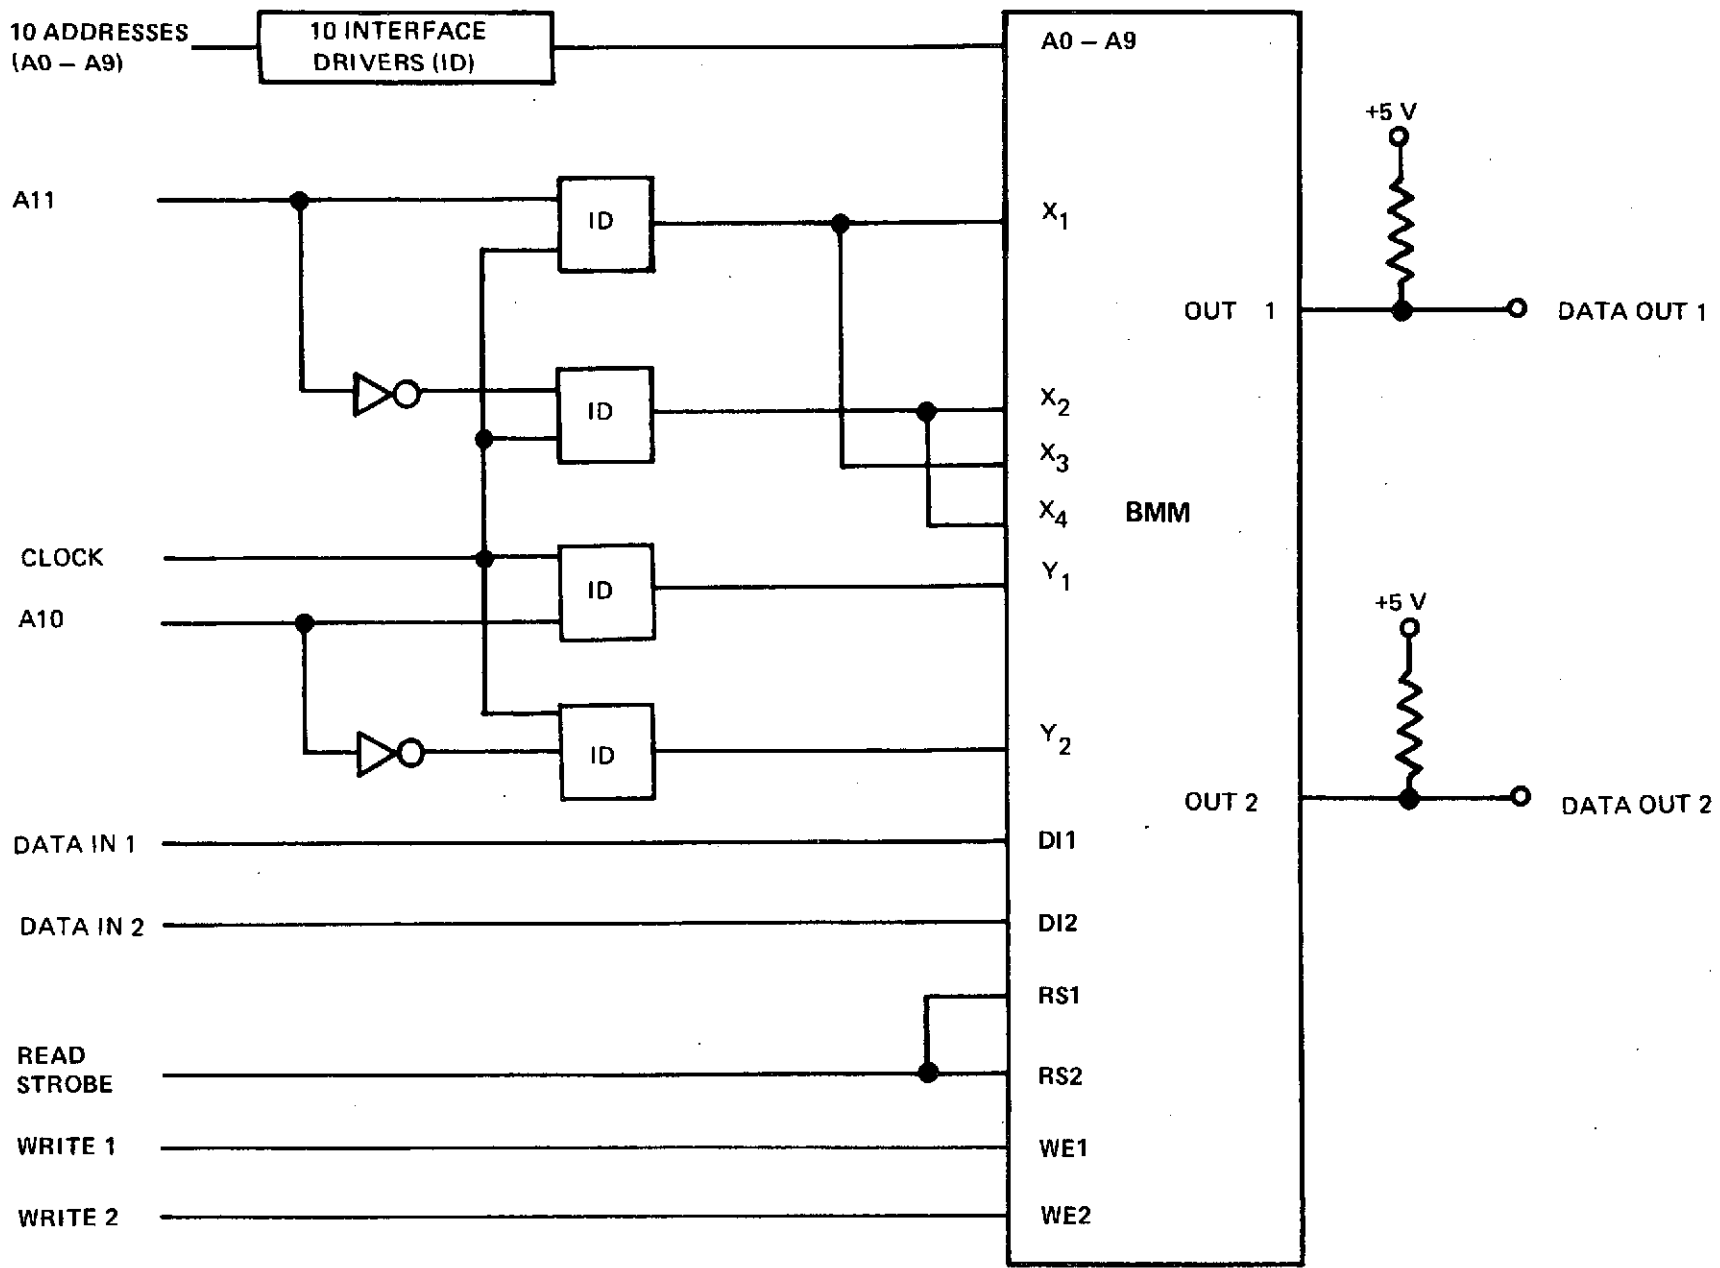 10 ADDRESSES
(A0 – A9)
10 INTERFACE
DRIVERS (ID)
A0 – A9
+5 V
A11
ID
X1
OUT 1
DATA OUT 1
ID
X2
X3
X4
BMM
CLOCK
ID
Y1
A10
+5 V
ID
Y2
OUT 2
DATA OUT 2
DATA IN 1
DI1
DATA IN 2
DI2
RS1
READ
STROBE
RS2
WRITE 1
WE1
WRITE 2
WE2